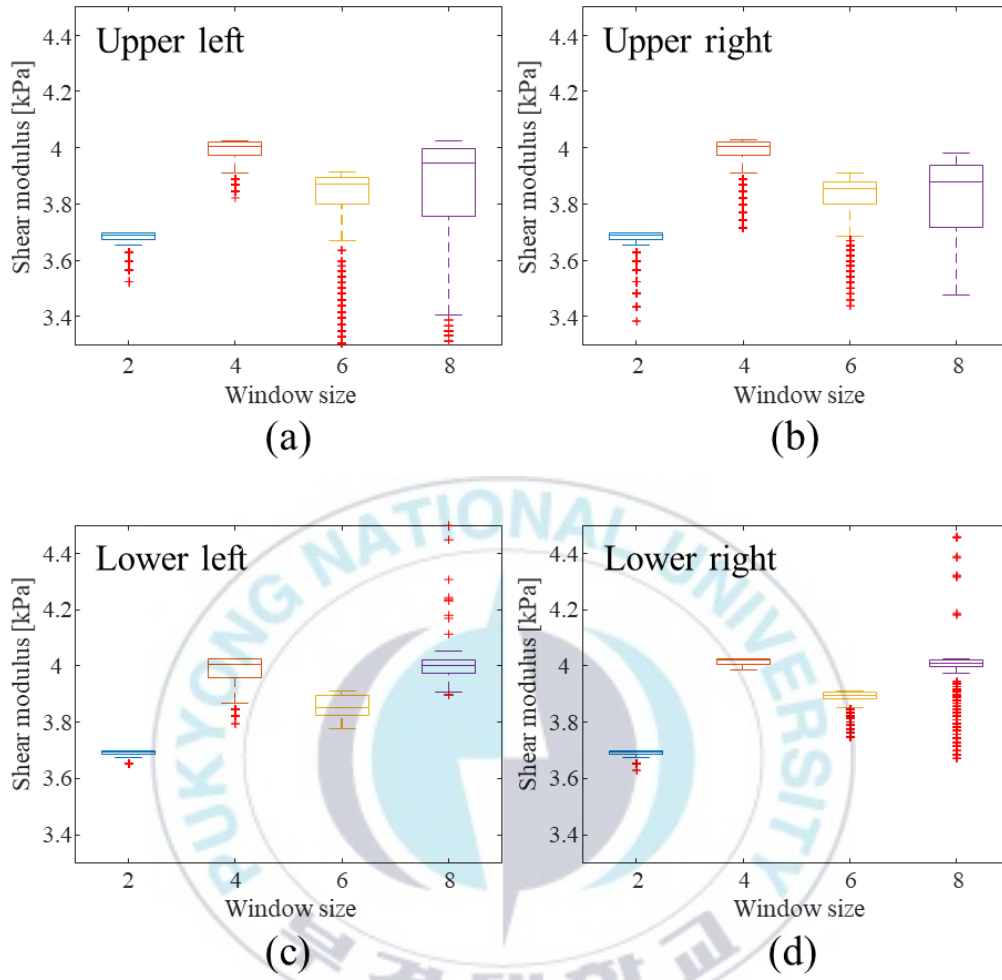 Upper left
Shear modulus [kPa]
4.4
4.2
4
3.8
3.6
3.4
2 4 6 8
Window size
(a)
Upper right
Shear modulus [kPa]
4.4
4.2
4
3.8
3.6
3.4
2 4 6 8
Window size
(b)
Lower left
Shear modulus [kPa]
4.4
4.2
4
3.8
3.6
3.4
2 4 6 8
Window size
(c)
Lower right
Shear modulus [kPa]
4.4
4.2
4
3.8
3.6
3.4
2 4 6 8
Window size
(d)
PUKYONG NATIONAL UNIVERSITY